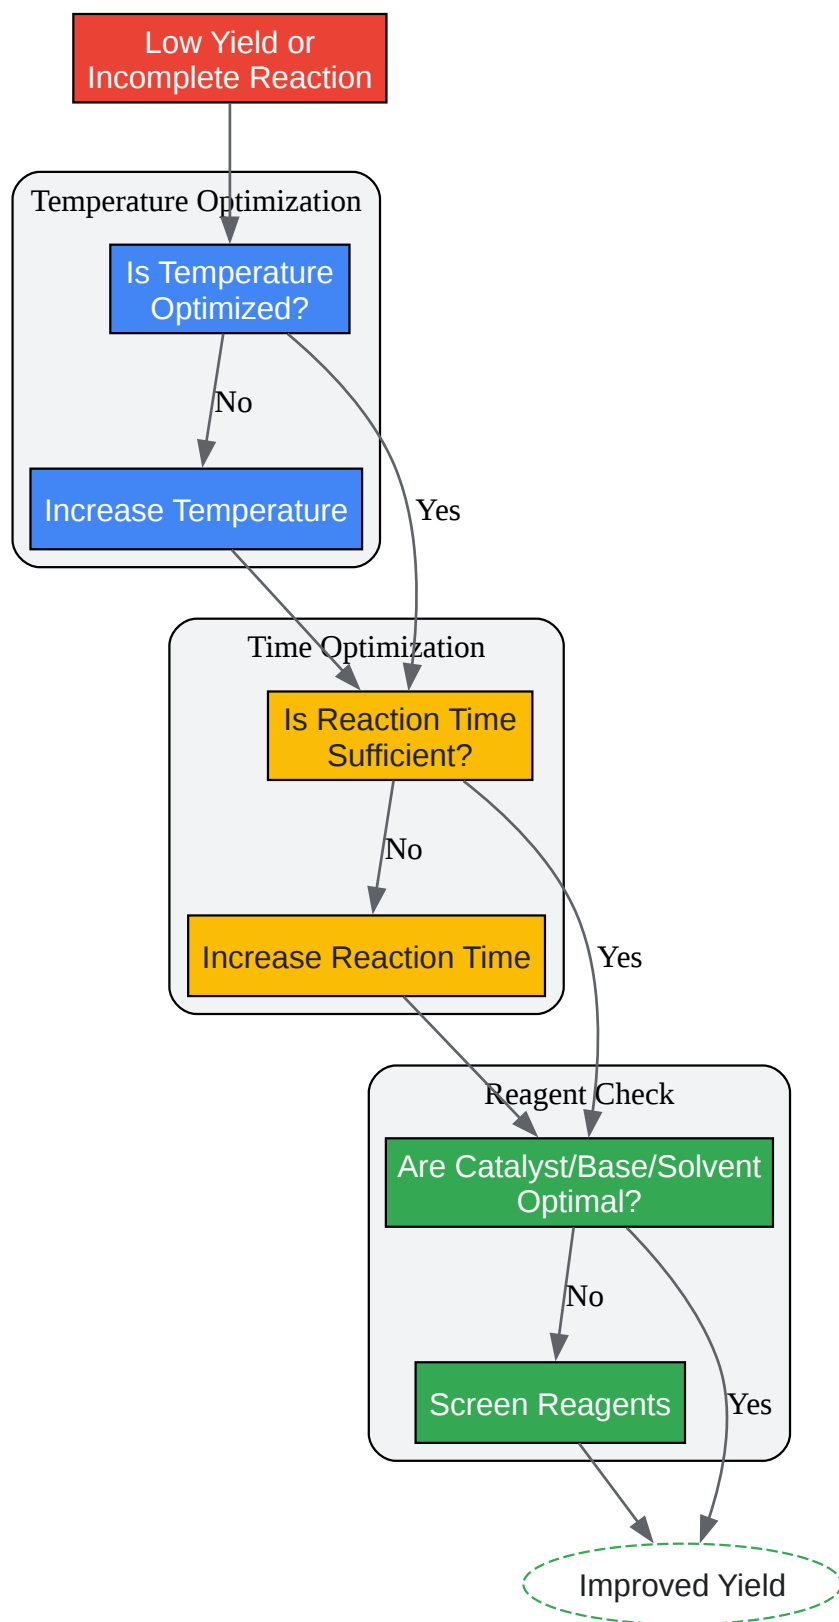 Low Yield or
Incomplete Reaction
Temperature Optimization
Is Temperature
Optimized?
No
Increase Temperature
Yes
Time Optimization
Is Reaction Time
Sufficient?
No
Increase Reaction Time
Yes
Reagent Check
Are Catalyst/Base/Solvent
Optimal?
No
Screen Reagents
Yes
Improved Yield